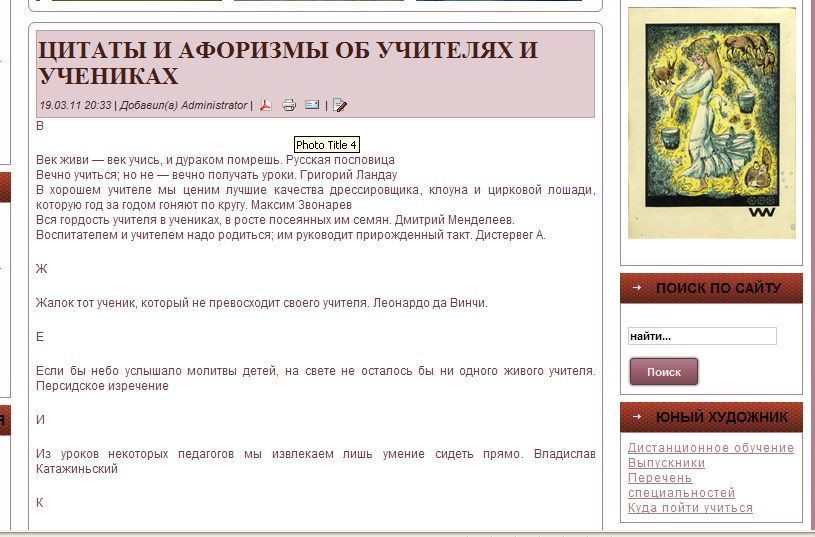 ЦИТАТЫ И АФОРИЗМЫ ОБ УЧИТЕЛЯХ И
УЧЕНИКАХ
19.03.11 20:33 | Добавил(а) Administrator | |
В
Photo Title 4
Век живи — век учись, и дураком помрешь. Русская пословица
Вечно учиться; но не — вечно получать уроки. Григорий Ландау
В хорошем учителе мы ценим лучшие качества дрессировщика, клоуна и цирковой лошади,
которую год за годом гоняют по кругу. Максим Звонарев
Вся гордость учителя в учениках, в росте посеянных им семян. Дмитрий Менделеев.
Воспитателем и учителем надо родиться; им руководит прирожденный такт. Дистервег А.
Ж
Жалок тот ученик, который не превосходит своего учителя. Леонардо да Винчи.
Е
Если бы небо услышало молитвы детей, на свете не осталось бы ни одного живого учителя.
Персидское изречение
И
Из уроков некоторых педагогов мы извлекаем лишь умение сидеть прямо. Владислав
Катажиньский
К
ПОИСК ПО САЙТУ
найти...
Поиск
ЮНЫЙ ХУДОЖНИК
Дистанционное обучение
Выпускники
Перечень
специальностей
Куда пойти учиться
Я